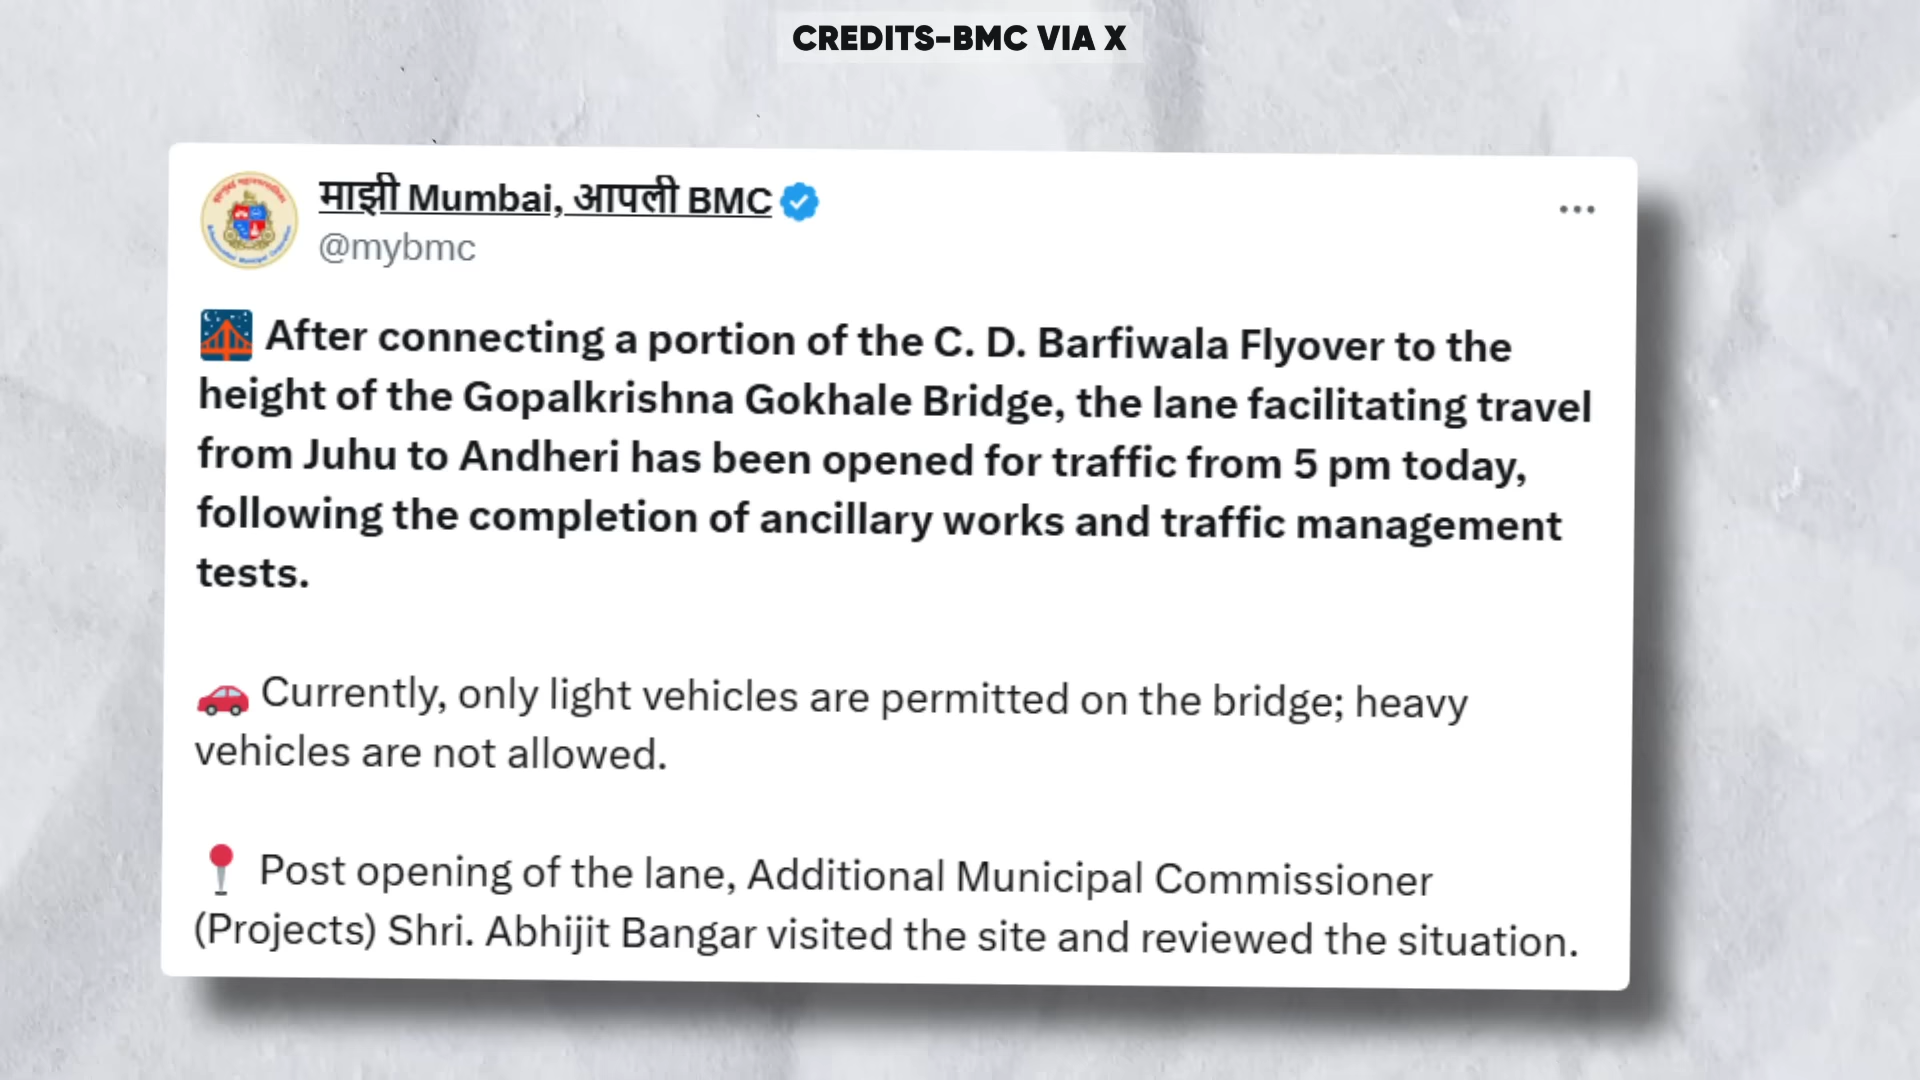 CREDITS-BMC VIA X
माझी Mumbai, आपली BMC
@mybmc
After connecting a portion of the C. D. Barfiwala Flyover to the
height of the Gopalkrishna Gokhale Bridge, the lane facilitating travel
from Juhu to Andheri has been opened for traffic from 5 pm today,
following the completion of ancillary works and traffic management
tests.
Currently, only light vehicles are permitted on the bridge; heavy
vehicles are not allowed.
Post opening of the lane, Additional Municipal Commissioner
(Projects) Shri. Abhijit Bangar visited the site and reviewed the situation.